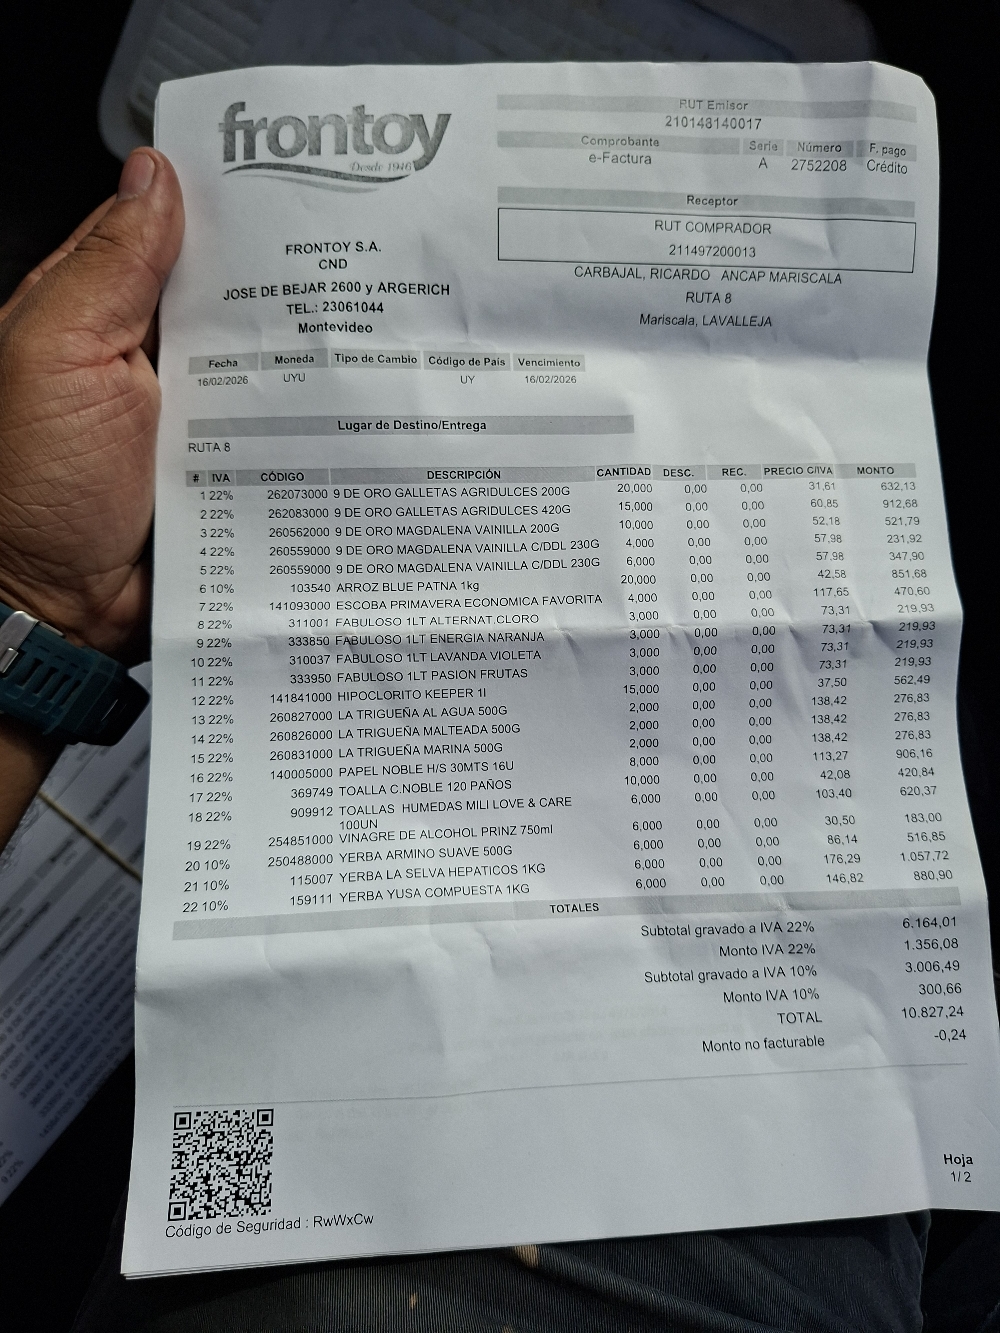 frontoy
Desde 1946
RUT Emisor
210148140017
Comprobante Serie Número F. pago
e-Factura A 2752208 Crédito
Receptor
RUT COMPRADOR
211497200013
CARBAJAL, RICARDO ANCAP MARISCALA
RUTA 8
Mariscala, LAVALLEJA
FRONTOY S.A.
CND
JOSE DE BEJAR 2600 y ARGERICH
TEL.: 23061044
Montevideo
Fecha Moneda Tipo de Cambio Código de País Vencimiento
16/02/2026 UYU UY 16/02/2026
Lugar de Destino/Entrega
RUTA 8
# IVA CÓDIGO DESCRIPCIÓN CANTIDAD DESC. REC. PRECIO C/IVA MONTO
1 22% 262073000 9 DE ORO GALLETAS AGRIDULCES 200G 20,000 0,00 0,00 31,61 632,13
2 22% 262083000 9 DE ORO GALLETAS AGRIDULCES 420G 15,000 0,00 0,00 60,85 912,68
3 22% 260562000 9 DE ORO MAGDALENA VAINILLA 200G 10,000 0,00 0,00 52,18 521,79
4 22% 260559000 9 DE ORO MAGDALENA VAINILLA C/DDL 230G 4,000 0,00 0,00 57,98 231,92
5 22% 260559000 9 DE ORO MAGDALENA VAINILLA C/DDL 230G 6,000 0,00 0,00 57,98 347,90
6 10% 103540 ARROZ BLUE PATNA 1kg 20,000 0,00 0,00 42,58 851,68
7 22% 141093000 ESCOBA PRIMAVERA ECONOMICA FAVORITA 4,000 0,00 0,00 117,65 470,60
8 22% 311001 FABULOSO 1LT ALTERNAT.CLORO 3,000 0,00 0,00 73,31 219,93
9 22% 333850 FABULOSO 1LT ENERGIA NARANJA 3,000 0,00 0,00 73,31 219,93
10 22% 310037 FABULOSO 1LT LAVANDA VIOLETA 3,000 0,00 0,00 73,31 219,93
11 22% 333950 FABULOSO 1LT PASION FRUTAS 3,000 0,00 0,00 73,31 219,93
12 22% 141841000 HIPOCLORITO KEEPER 1l 15,000 0,00 0,00 37,50 562,49
13 22% 260827000 LA TRIGUEÑA AL AGUA 500G 2,000 0,00 0,00 138,42 276,83
14 22% 260826000 LA TRIGUEÑA MALTEADA 500G 2,000 0,00 0,00 138,42 276,83
15 22% 260831000 LA TRIGUEÑA MARINA 500G 2,000 0,00 0,00 138,42 276,83
16 22% 140005000 PAPEL NOBLE H/S 30MTS 16U 8,000 0,00 0,00 113,27 906,16
17 22% 369749 TOALLA C.NOBLE 120 PAÑOS 10,000 0,00 0,00 42,08 420,84
18 22% 909912 TOALLAS HUMEDAS MILI LOVE & CARE 6,000 0,00 0,00 103,40 620,37
100UN
19 22% 254851000 VINAGRE DE ALCOHOL PRINZ 750ml 6,000 0,00 0,00 30,50 183,00
20 10% 250488000 YERBA ARMINO SUAVE 500G 6,000 0,00 0,00 86,14 516,85
21 10% 115007 YERBA LA SELVA HEPATICOS 1KG 6,000 0,00 0,00 176,29 1.057,72
22 10% 159111 YERBA YUSA COMPUESTA 1KG 6,000 0,00 0,00 146,82 880,90
TOTALES
Subtotal gravado a IVA 22% 6.164,01
Monto IVA 22% 1.356,08
Subtotal gravado a IVA 10% 3.006,49
Monto IVA 10% 300,66
TOTAL 10.827,24
Monto no facturable -0,24
Código de Seguridad : RwWxCw
Hoja
1/ 2